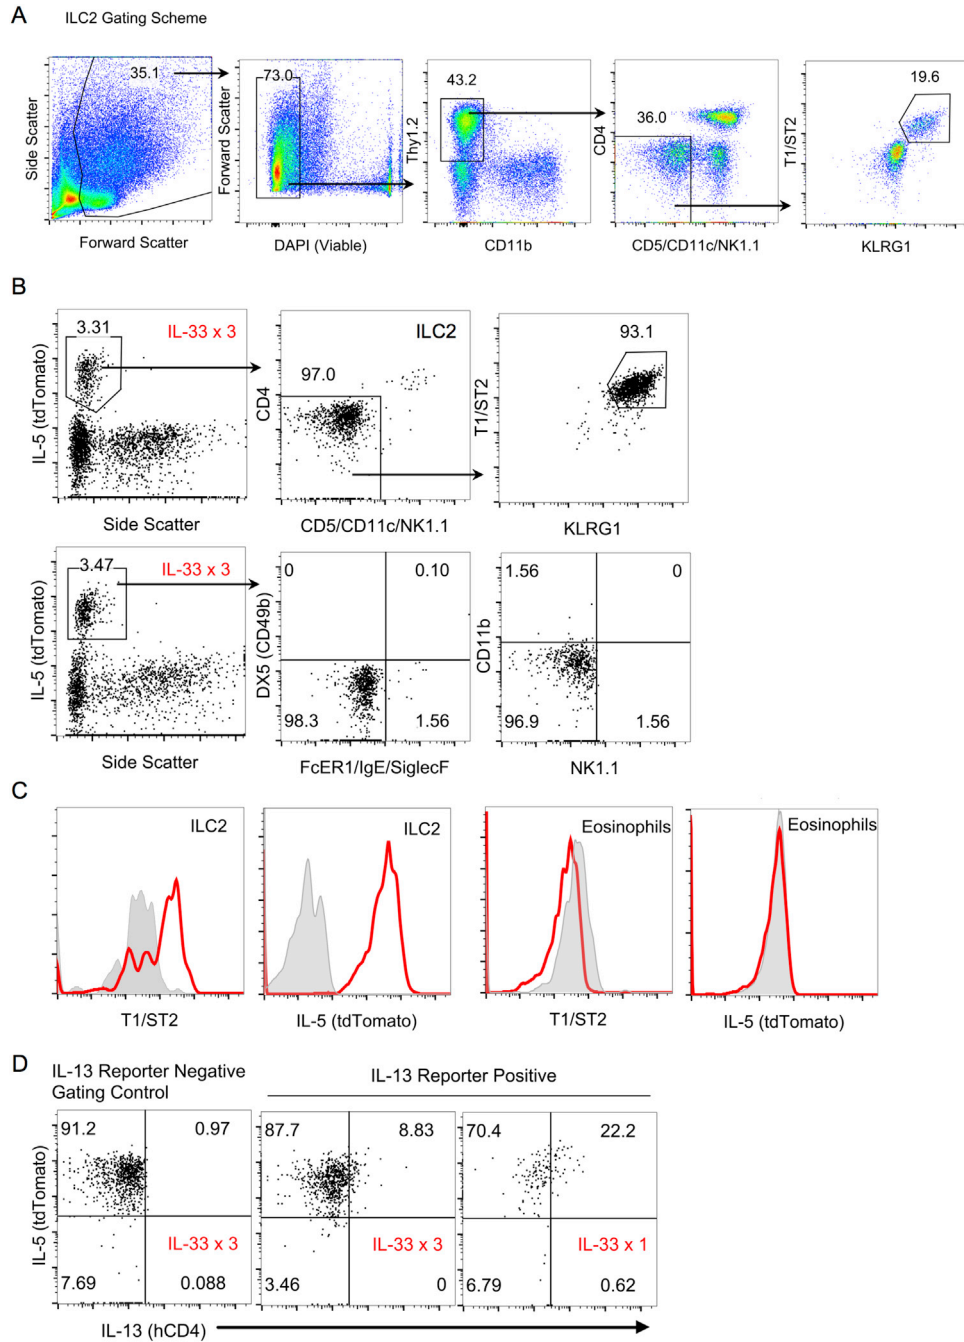 A
ILC2 Gating Scheme
35.1
Side Scatter
Forward Scatter
73.0
Forward Scatter
DAPI (Viable)
43.2
Thy1.2
CD11b
36.0
CD4
CD5/CD11c/NK1.1
19.6
T1/ST2
KLRG1
B
3.31
IL-33 x 3
IL-5 (tdTomato)
Side Scatter
ILC2
97.0
CD4
CD5/CD11c/NK1.1
93.1
T1/ST2
KLRG1
3.47
IL-33 x 3
IL-5 (tdTomato)
Side Scatter
0
0.10
DX5 (CD49b)
98.3
1.56
FcER1/IgE/SiglecF
1.56
0
CD11b
96.9
1.56
NK1.1
C
ILC2
T1/ST2
ILC2
IL-5 (tdTomato)
Eosinophils
T1/ST2
Eosinophils
IL-5 (tdTomato)
D
IL-13 Reporter Negative
Gating Control
IL-13 Reporter Positive
91.2
0.97
IL-5 (tdTomato)
IL-33 x 3
7.69
0.088
87.7
8.83
IL-33 x 3
3.46
0
70.4
22.2
IL-33 x 1
6.79
0.62
IL-13 (hCD4)